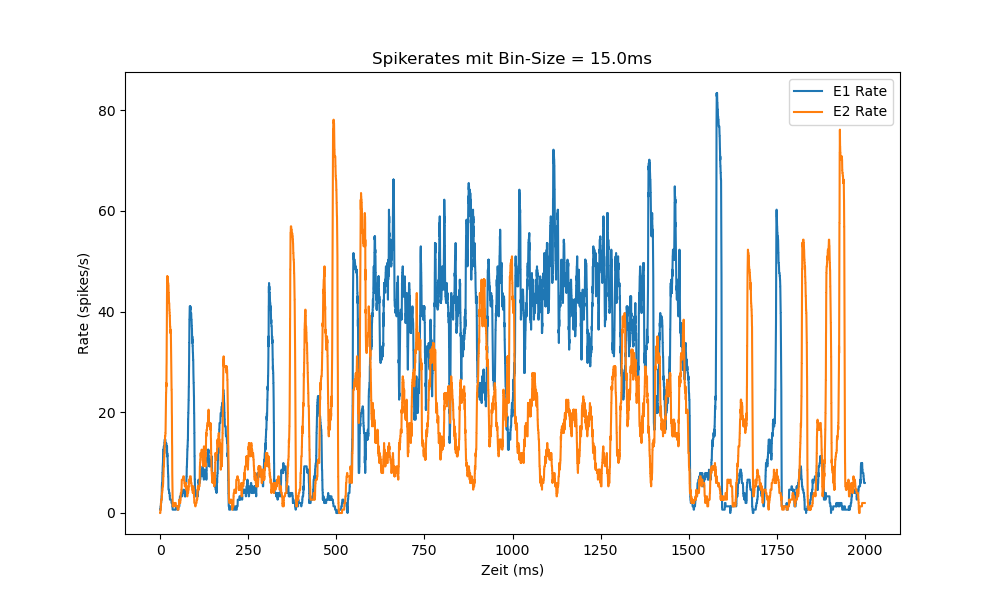 Spikerates mit Bin-Size = 15.0ms
E1 Rate
E2 Rate
Rate (spikes/s)
80
60
40
20
0
0 250 500 750 1000 1250 1500 1750 2000
Zeit (ms)